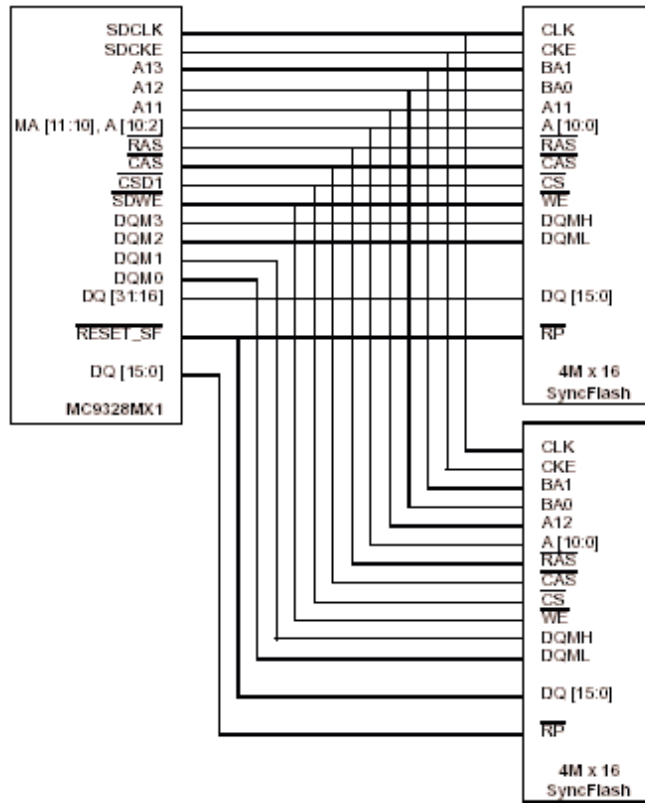 SDCLK
SDCKE
A13
A12
A11
MA [11:10], A [10:2]
RAS
CAS
CSD1
SDWE
DQM3
DQM2
DQM1
DQM0
DQ [31:16]
RESET_SF
DQ [15:0]
MC9328MX1
CLK
CKE
BA1
BA0
A11
A [10:0]
RAS
CAS
CS
WE
DQMH
DQML
DQ [15:0]
RP
4M x 16
SyncFlash
CLK
CKE
BA1
BA0
A12
A [10:0]
RAS
CAS
CS
WE
DQMH
DQML
DQ [15:0]
RP
4M x 16
SyncFlash